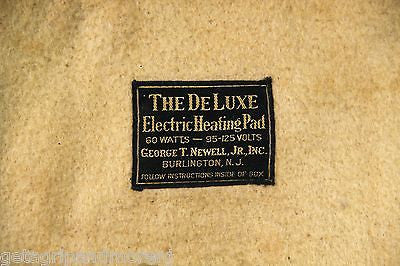 THE DE LUXE
Electric Heating Pad
60 WATTS — 95-125 VOLTS
GEORGE T. NEWELL, JR., INC.
BURLINGTON, N. J.
FOLLOW INSTRUCTIONS INSIDE OF BOX